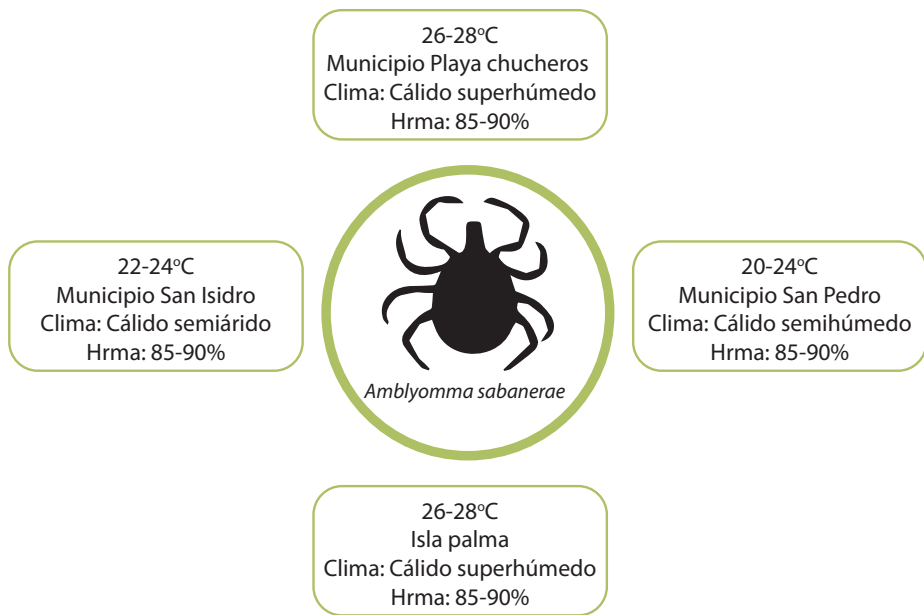 26-28ºC
Municipio Playa chucheros
Clima: Cálido superhúmedo
Hrma: 85-90%
22-24ºC
Municipio San Isidro
Clima: Cálido semiárido
Hrma: 85-90%
Amblyomma sabanerae
20-24ºC
Municipio San Pedro
Clima: Cálido semihúmedo
Hrma: 85-90%
26-28ºC
Isla palma
Clima: Cálido superhúmedo
Hrma: 85-90%